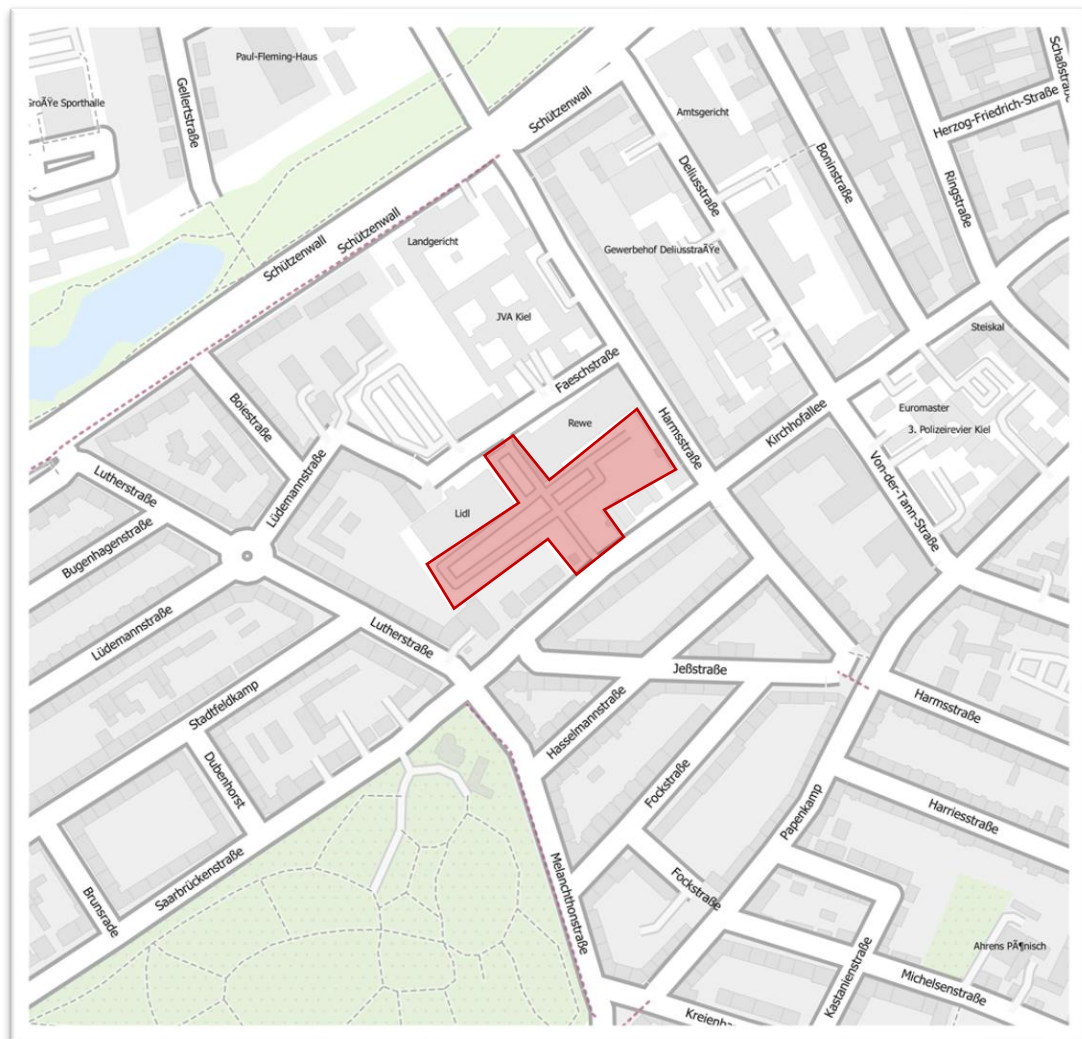 Paul-Fleming-Haus
GroÃŸe Sporthalle
Gellertstraße
Schützenwall
Amtsgericht
Schaßstraße
Herzog-Friedrich-Straße
Boninstraße
Deliusstraße
Ringstraße
Schützenwall
Schützenwall
Landgericht
Gewerbehof DeliusstraÃŸe
JVA Kiel
Steiskal
Faeschstraße
Boiestraße
Rewe
Harmsstraße
Kirchhofallee
Euromaster
3. Polizeirevier Kiel
Lutherstraße
Lüdemannstraße
Lidl
Von-der-Tann-Straße
Bugenhagenstraße
Lüdemannstraße
Lutherstraße
Jeßstraße
Stadtfeldkamp
Hasselmannstraße
Harmsstraße
Dubenhorst
Fockstraße
Papenkamp
Harriesstraße
Saarbrückenstraße
Brunsrade
Melanchthonstraße
Fockstraße
Ahrens PÃ¶nisch
Kastanienstraße
Michelsenstraße